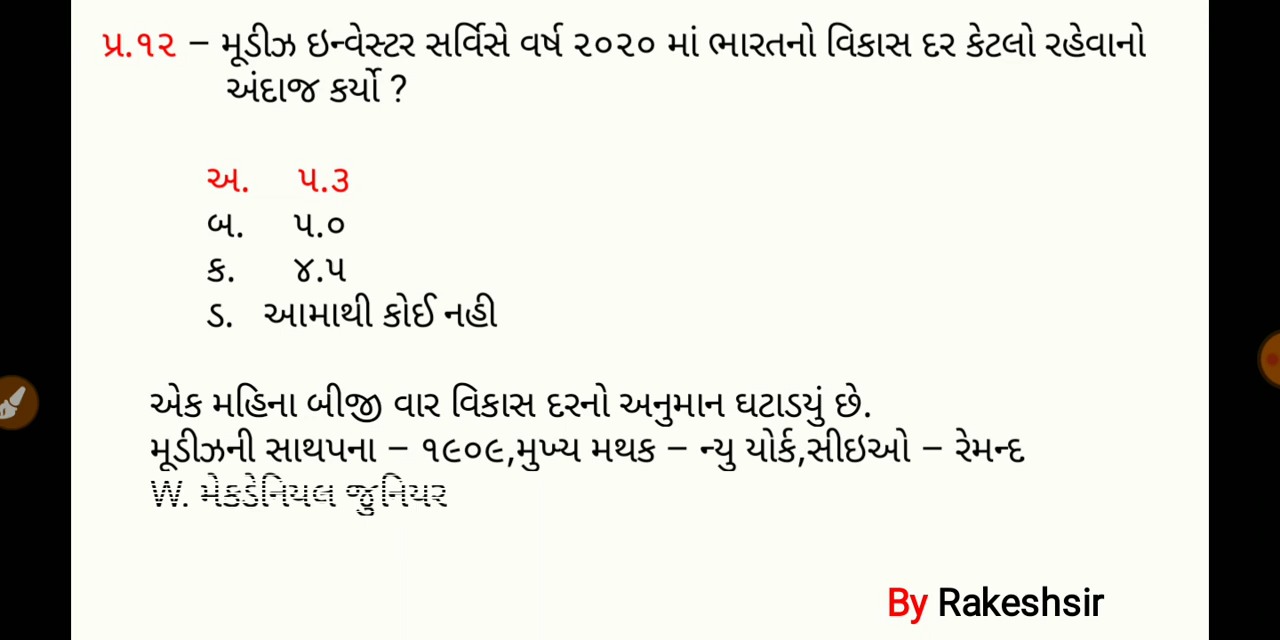 પ્ર.૧૨ – મૂડીઝ ઇન્વેસ્ટર સર્વિસે વર્ષ ૨૦૨૦ માં ભારતનો વિકાસ દર કેટલો રહેવાનો
અંદાજ કર્યો ?
અ. ૫.૩
બ. ૫.૦
ક. ૪.૫
ડ. આમાથી કોઈ નહી
એક મહિના બીજી વાર વિકાસ દરનો અનુમાન ઘટાડયું છે.
મૂડીઝની સાથપના – ૧૯૦૯,મુખ્ય મથક – ન્યુ યોર્ક,સીઇઓ – રેમન્દ
W. મેકડેનિયલ જુનિયર
By Rakeshsir